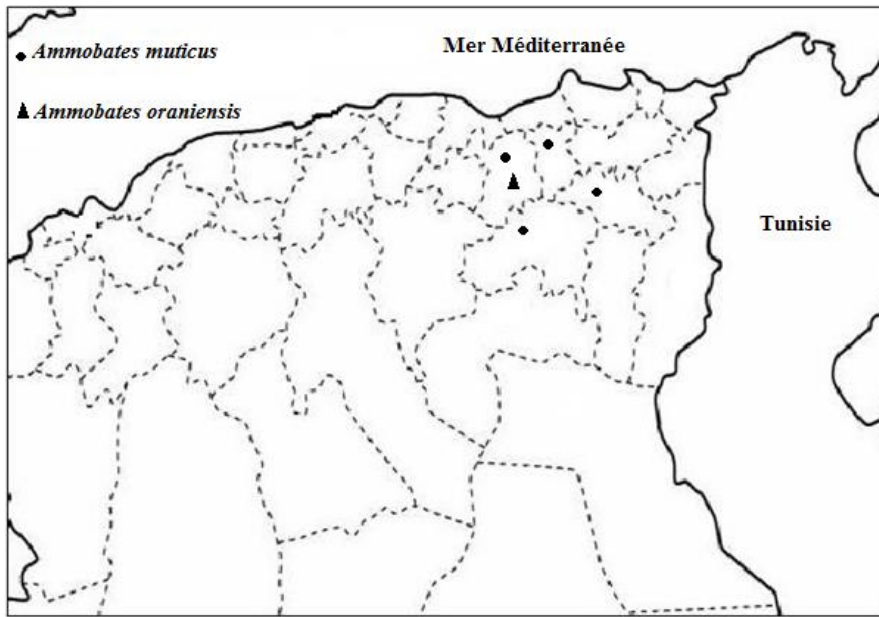 Mer Méditerranée
Ammobates muticus
Ammobates oraniensis
Tunisie